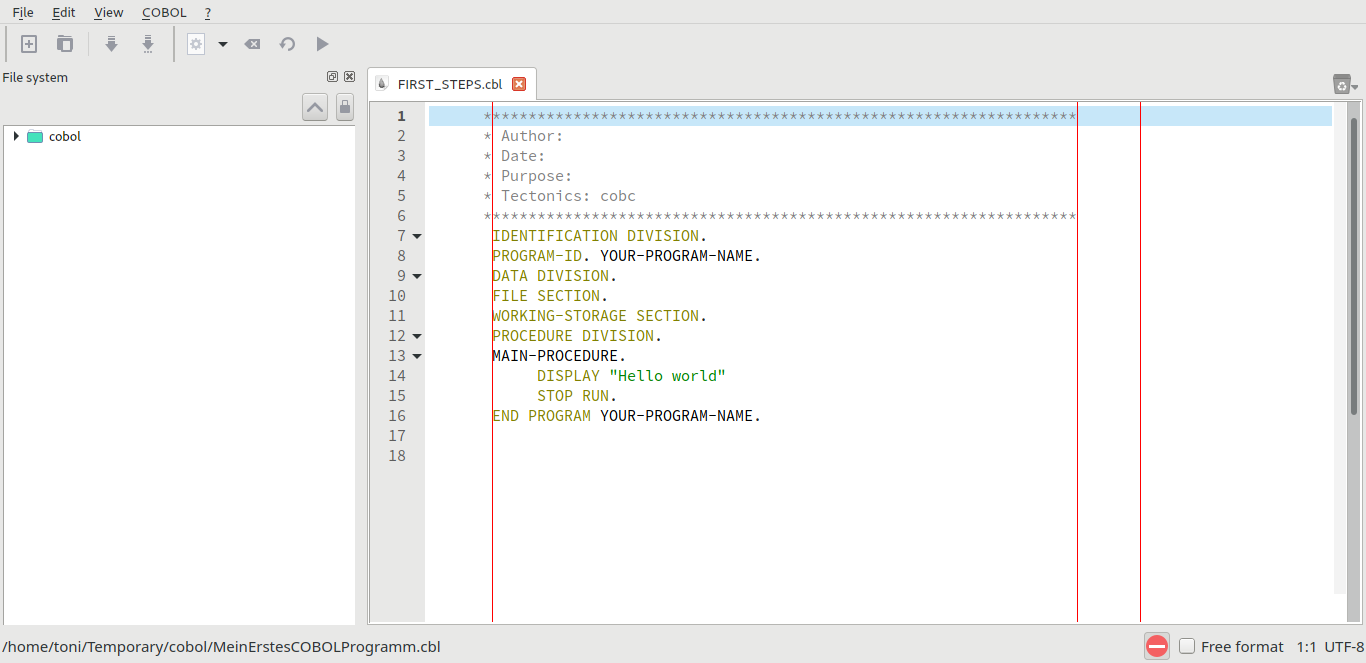 File Edit View COBOL ?
File system
cobol
FIRST_STEPS.cbl
1 ******************************************************************
2 * Author:
3 * Date:
4 * Purpose:
5 * Tectonics: cobc
6 ******************************************************************
7 IDENTIFICATION DIVISION.
8 PROGRAM-ID. YOUR-PROGRAM-NAME.
9 DATA DIVISION.
10 FILE SECTION.
11 WORKING-STORAGE SECTION.
12 PROCEDURE DIVISION.
13 MAIN-PROCEDURE.
14 DISPLAY "Hello world"
15 STOP RUN.
16 END PROGRAM YOUR-PROGRAM-NAME.
17
18
/home/toni/Temporary/cobol/MeinErstesCOBOLProgramm.cbl Free format 1:1 UTF-8